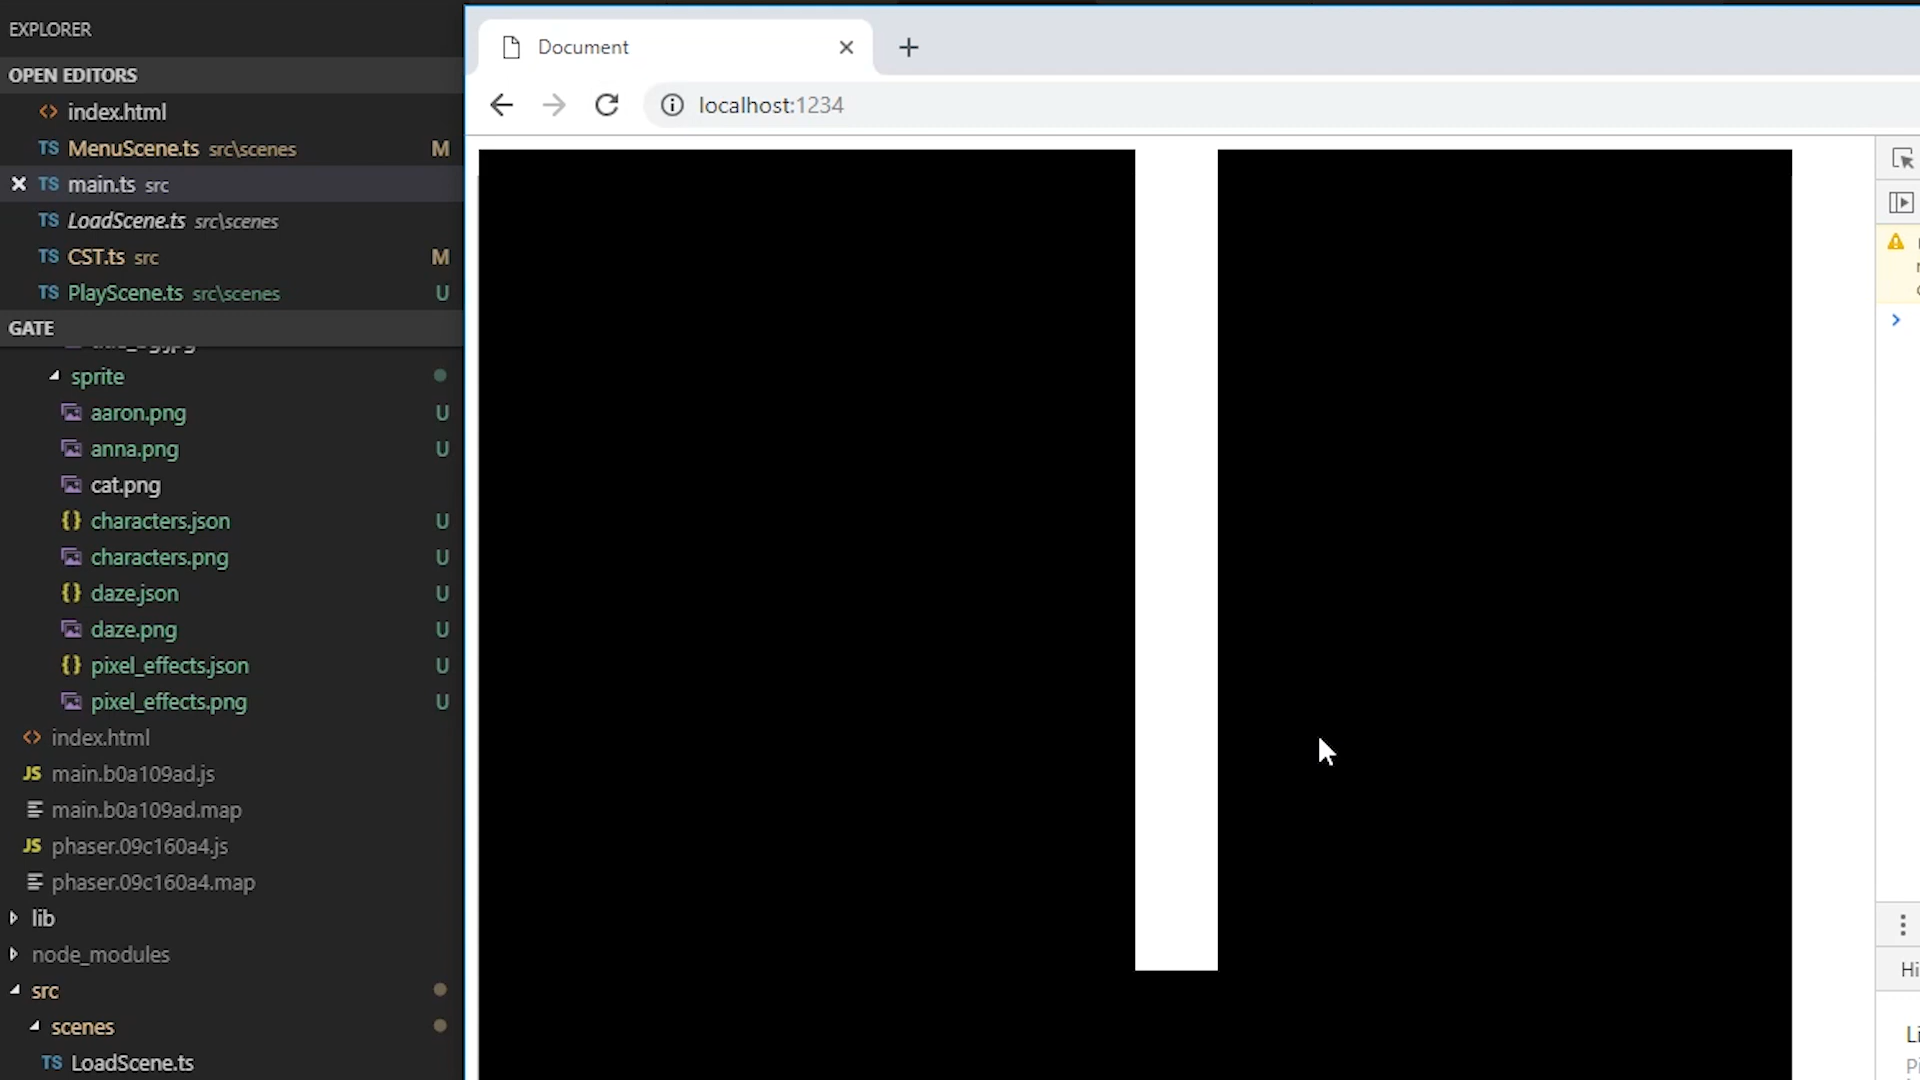 EXPLORER
OPEN EDITORS
<> index.html
TS MenuScene.ts src\scenes M
TS main.ts src
TS LoadScene.ts src\scenes
TS CST.ts src M
TS PlayScene.ts src\scenes U
GATE
sprite
aaron.png U
anna.png U
cat.png
{} characters.json U
characters.png U
{} daze.json U
daze.png U
{} pixel_effects.json U
pixel_effects.png U
<> index.html
JS main.b0a109ad.js
main.b0a109ad.map
JS phaser.09c160a4.js
phaser.09c160a4.map
lib
node_modules
src
scenes
TS LoadScene.ts
Document
localhost:1234